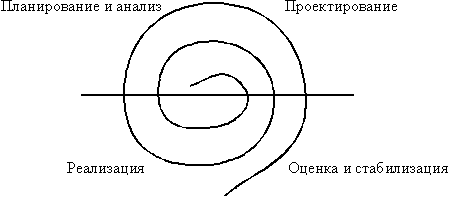 Планирование и анализ
Проектирование
Реализация
Оценка и стабилизация